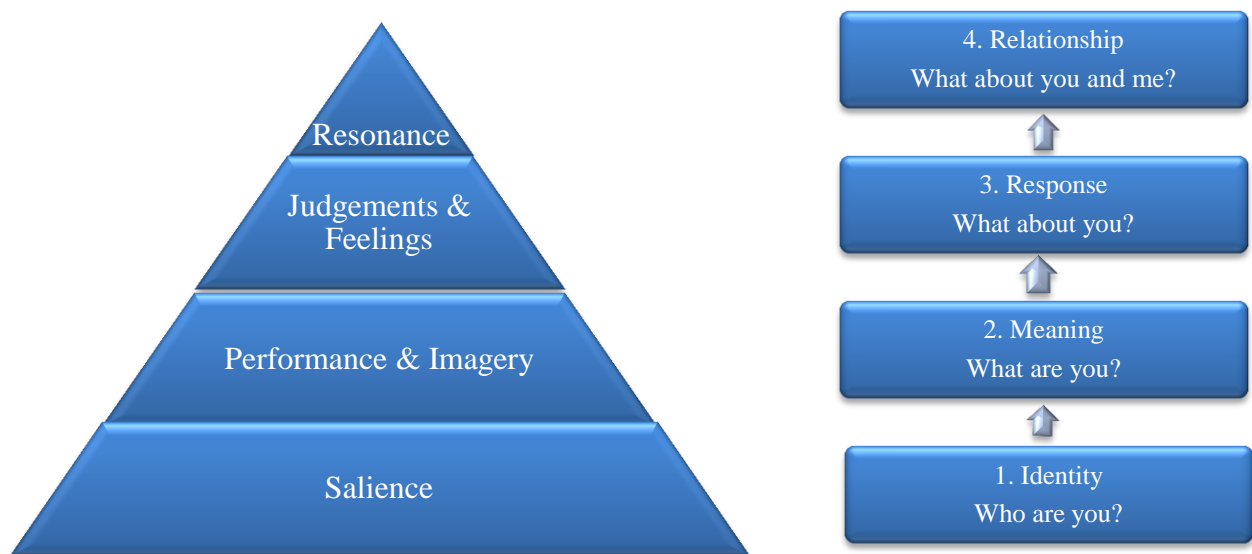 Resonance
Judgements &
Feelings
Performance & Imagery
Salience
4. Relationship
What about you and me?
3. Response
What about you?
2. Meaning
What are you?
1. Identity
Who are you?